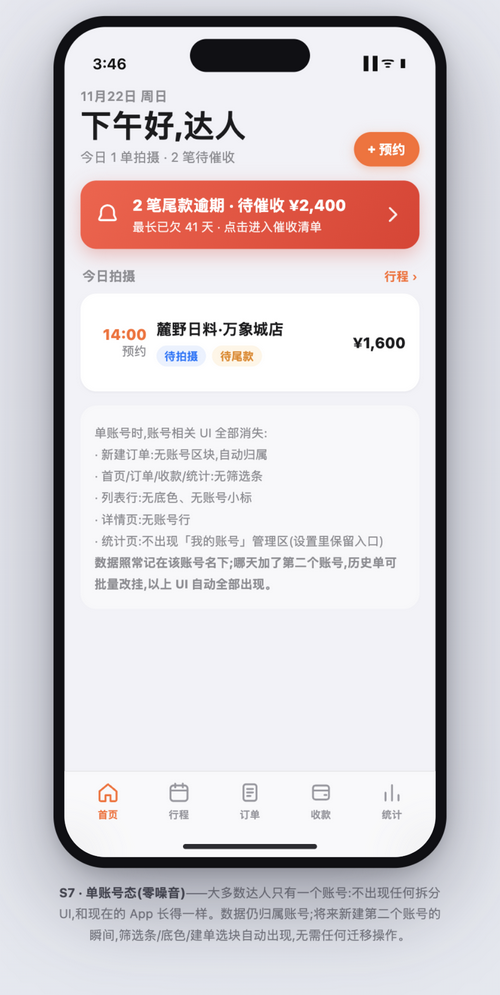 3:46
11月22日 周日
下午好,达人
今日 1 单拍摄 · 2 笔待催收
+ 预约
2 笔尾款逾期 · 待催收 ¥2,400
最长已欠 41 天 · 点击进入催收清单
今日拍摄
行程 ›
14:00
预约
麓野日料·万象城店
待拍摄
待尾款
¥1,600
单账号时,账号相关 UI 全部消失:
· 新建订单:无账号区块,自动归属
· 首页/订单/收款/统计:无筛选条
· 列表行:无底色、无账号小标
· 详情页:无账号行
· 统计页:不出现「我的账号」管理区(设置里保留入口)
数据照常记在该账号名下;哪天加了第二个账号,历史单可
批量改挂,以上 UI 自动全部出现。
首页
行程
订单
收款
统计
S7 · 单账号态(零噪音)——大多数达人只有一个账号:不出现任何拆分
UI,和现在的 App 长得一样。数据仍归属账号;将来新建第二个账号的
瞬间,筛选条/底色/建单选块自动出现,无需任何迁移操作。